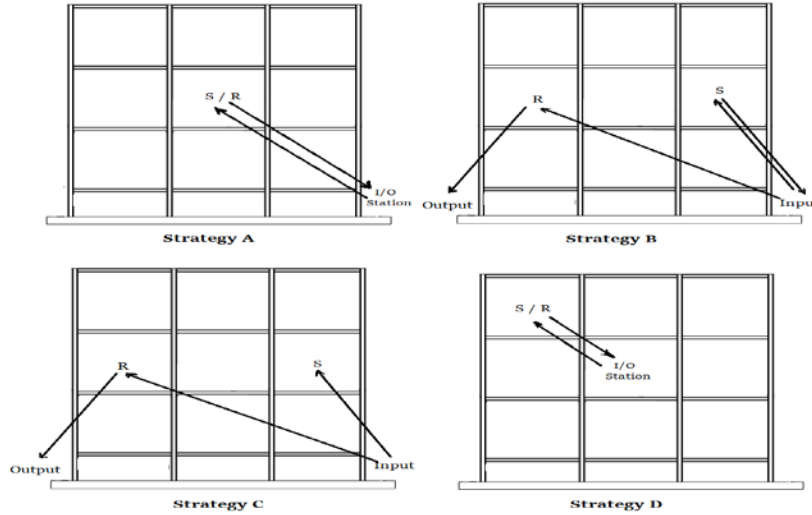 S / R
I/O
Station
Strategy A
R
S
Output
Input
Strategy B
R
S
Output
Input
Strategy C
S / R
I/O
Station
Strategy D